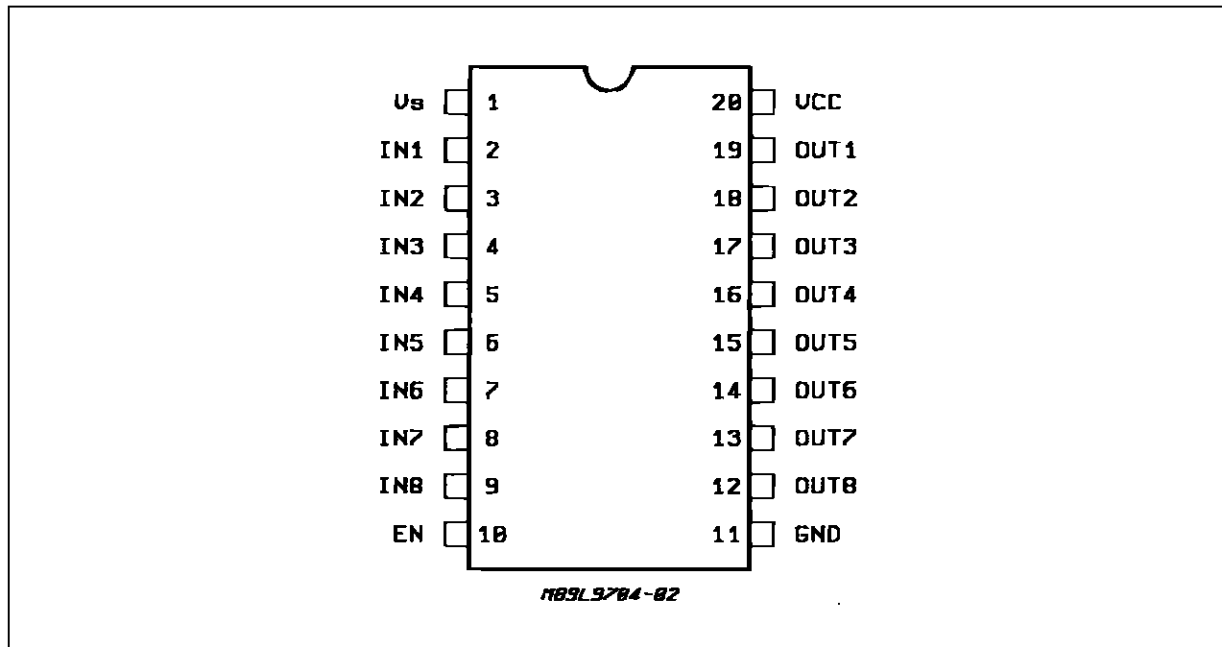 Vs 1 20 VCC
IN1 2 19 OUT1
IN2 3 18 OUT2
IN3 4 17 OUT3
IN4 5 16 OUT4
IN5 6 15 OUT5
IN6 7 14 OUT6
IN7 8 13 OUT7
IN8 9 12 OUT8
EN 10 11 GND
M89L9704-02